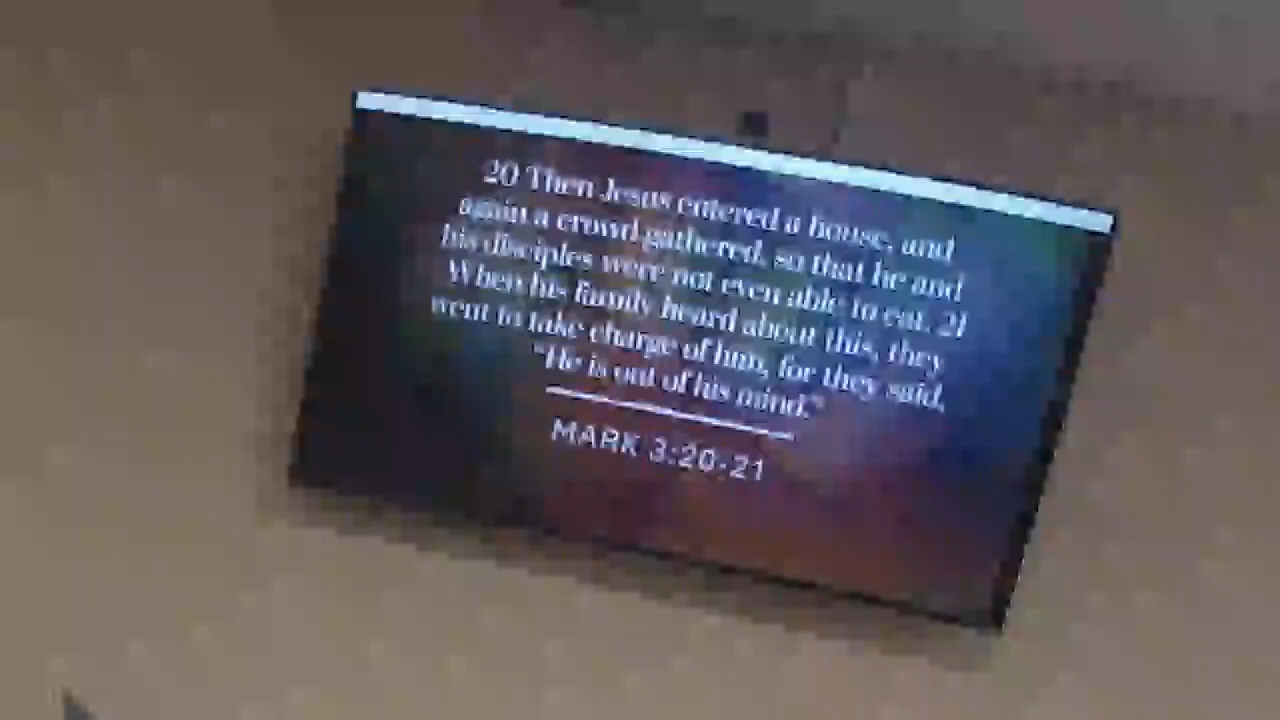 20 Then Jesus entered a house, and
again a crowd gathered, so that he and
his disciples were not even able to eat. 21
When his family heard about this, they
went to take charge of him, for they said,
"He is out of his mind."
MARK 3:20-21